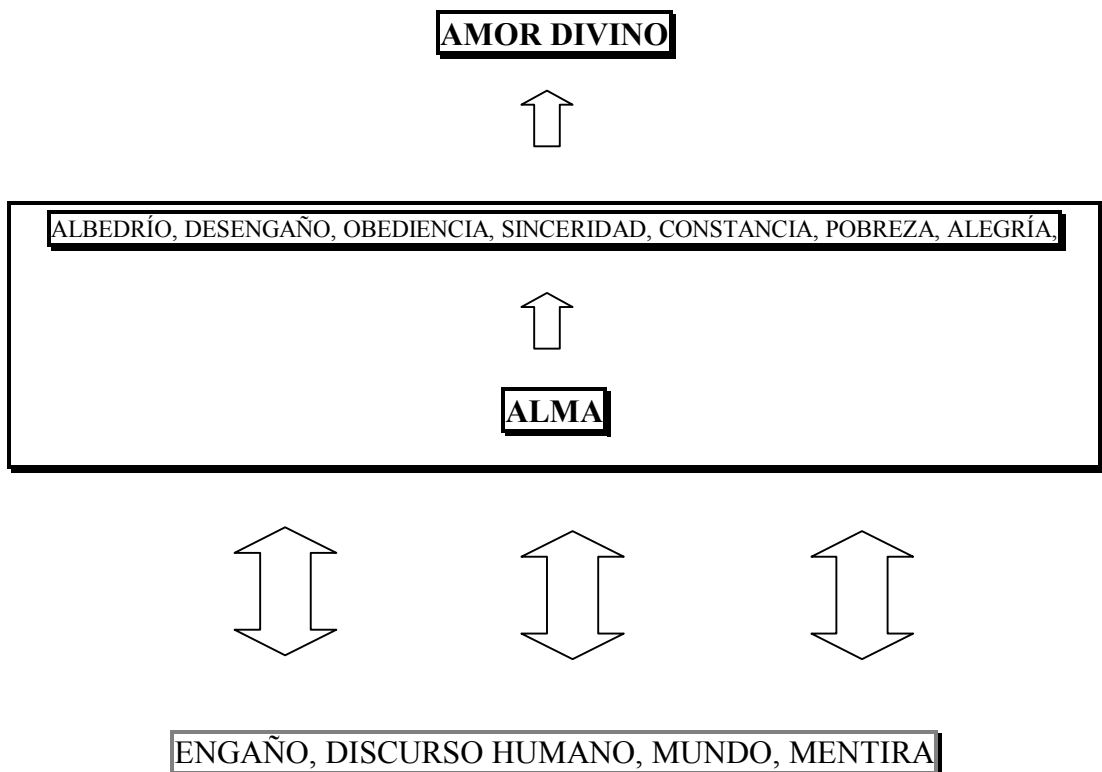 AMOR DIVINO
ALBEDRÍO, DESENGAÑO, OBEDIENCIA, SINCERIDAD, CONSTANCIA, POBREZA, ALEGRÍA,
ALMA
ENGAÑO, DISCURSO HUMANO, MUNDO, MENTIRA